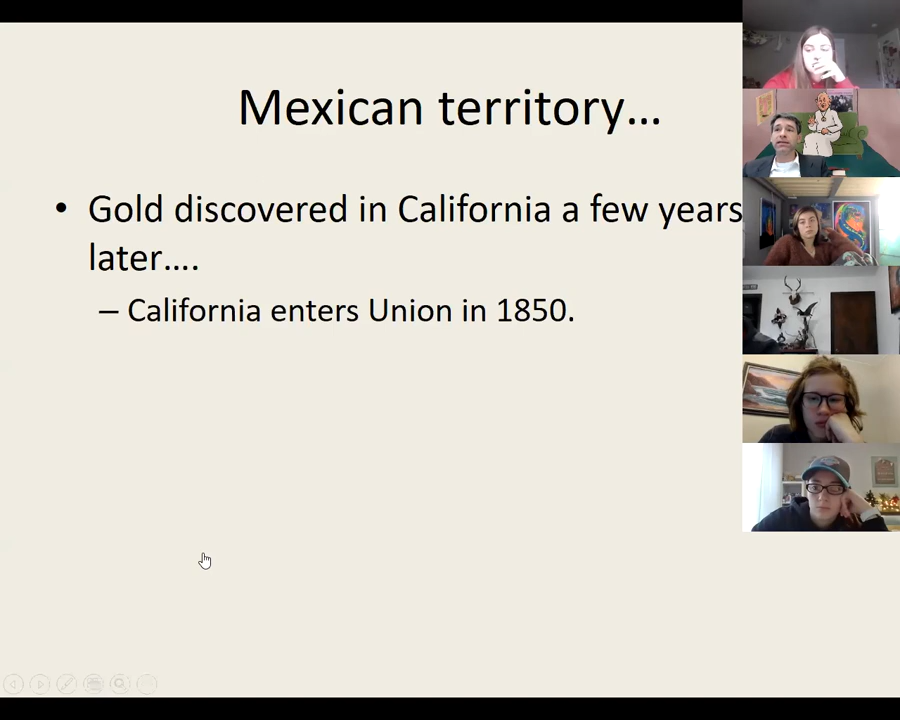 Mexican territory…
• Gold discovered in California a few years
later….
– California enters Union in 1850.